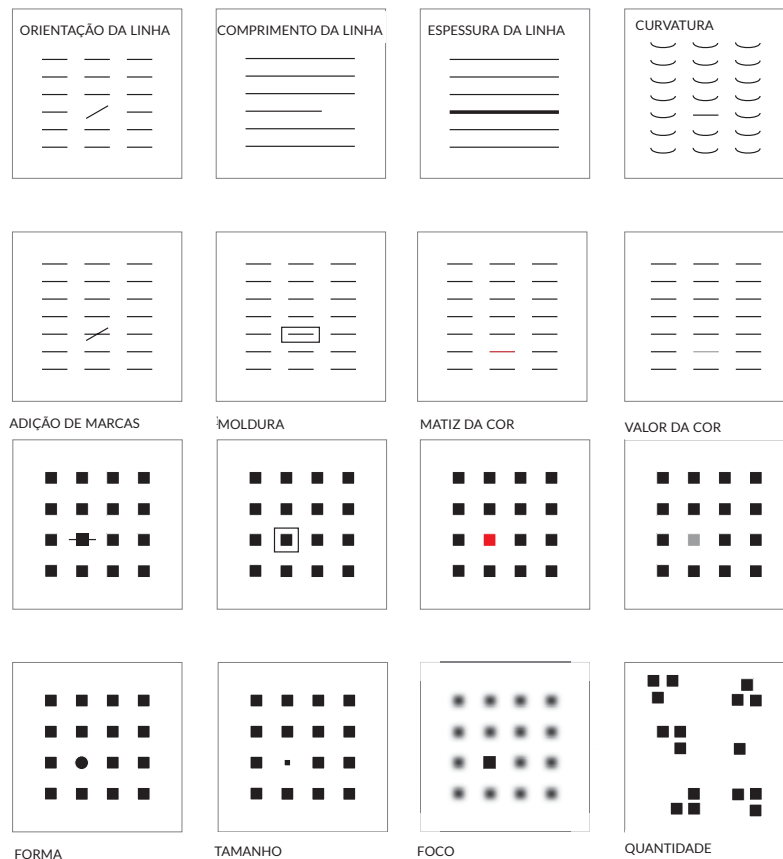 ORIENTAÇÃO DA LINHA
COMPRIMENTO DA LINHA
ESPESSURA DA LINHA
CURVATURA
ADIÇÃO DE MARCAS
MOLDURA
MATIZ DA COR
VALOR DA COR
FORMA
TAMANHO
FOCO
QUANTIDADE